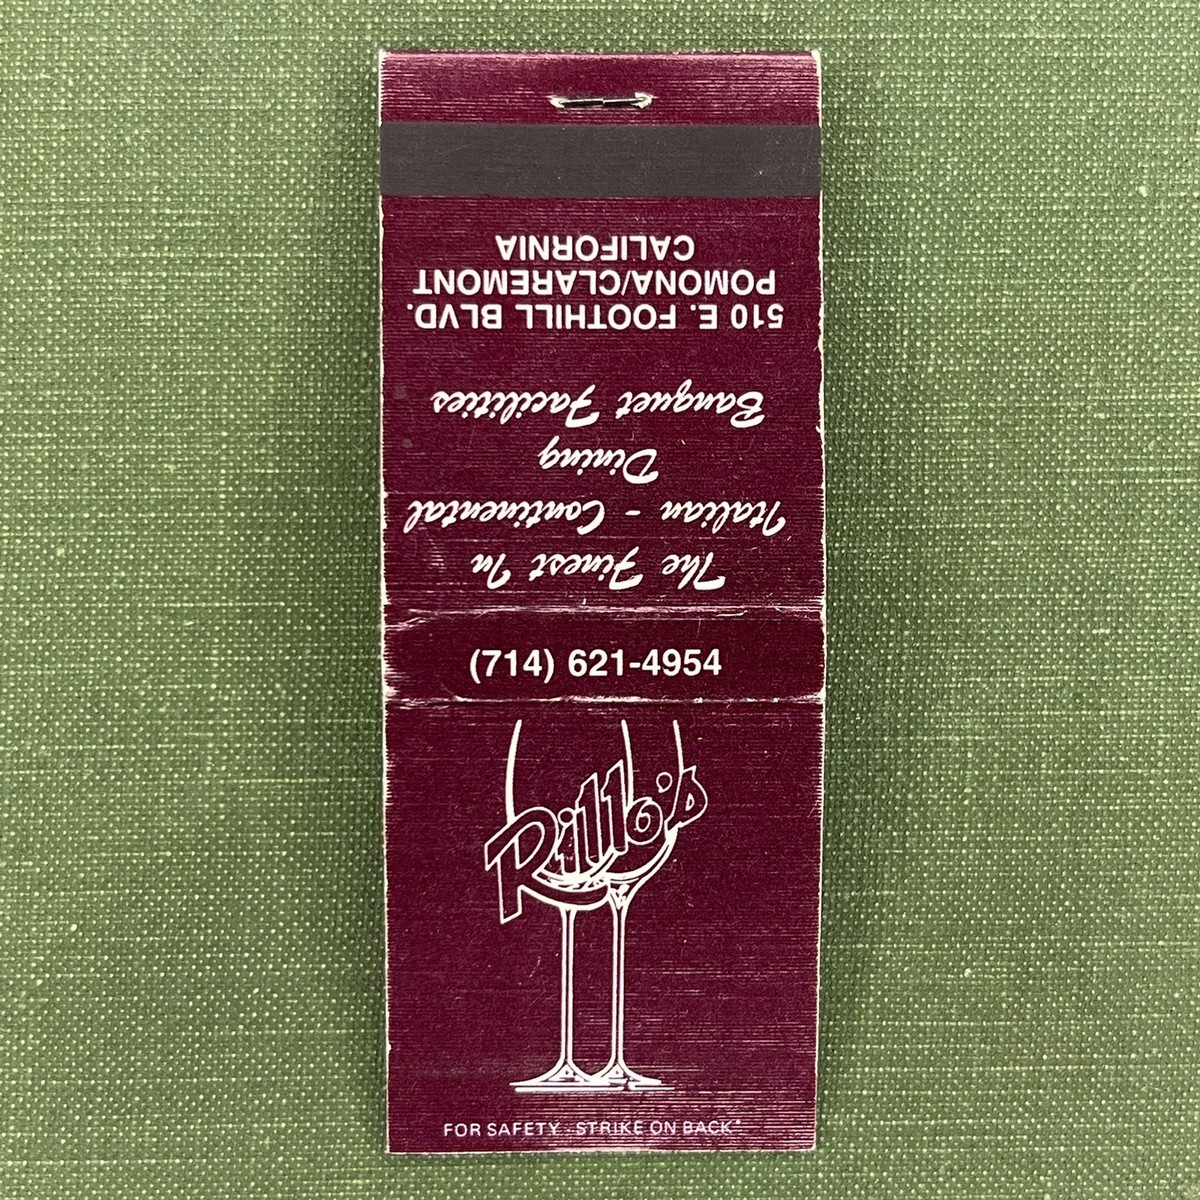 510 E. FOOTHILL BLVD.
POMONA/CLAREMONT
CALIFORNIA
The Finest In
Italian - Continental
Dining
Banquet Facilities
(714) 621-4954
Rillo's
FOR SAFETY - STRIKE ON BACK